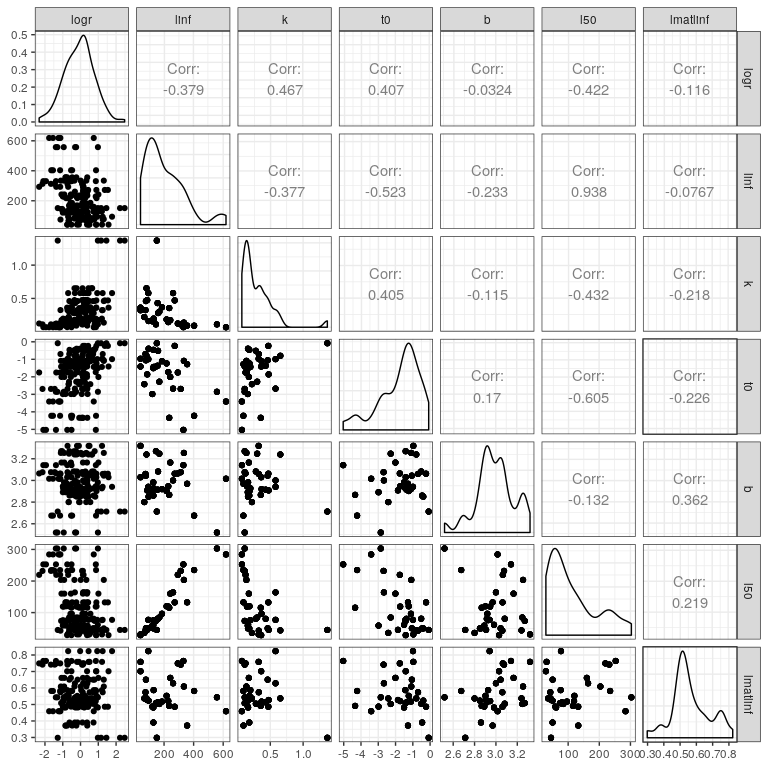 logr linf k t0 b l50 lmatlinf
0.5
0.4
0.3
0.2
0.1
0.0
Corr: Corr: Corr: Corr: Corr: Corr:
-0.379 0.467 0.407 -0.0324 -0.422 -0.116
logr
600
400
200
Corr: Corr: Corr: Corr: Corr:
-0.377 -0.523 -0.233 0.938 -0.0767
linf
1.0
0.5
Corr: Corr: Corr: Corr:
0.405 -0.115 -0.432 -0.218
k
0
-1
-2
-3
-4
-5
Corr: Corr: Corr:
0.17 -0.605 -0.226
t0
3.2
3.0
2.8
2.6
Corr: Corr:
-0.132 0.362
b
300
200
100
Corr:
0.219
l50
0.8
0.7
0.6
0.5
0.4
0.3
lmatlinf
-2 -1 0 1 2 200 400 600 0.5 1.0 -5 -4 -3 -2 -1 0 2.6 2.8 3.0 3.2 100 200 300 0.30.40.50.60.70.8